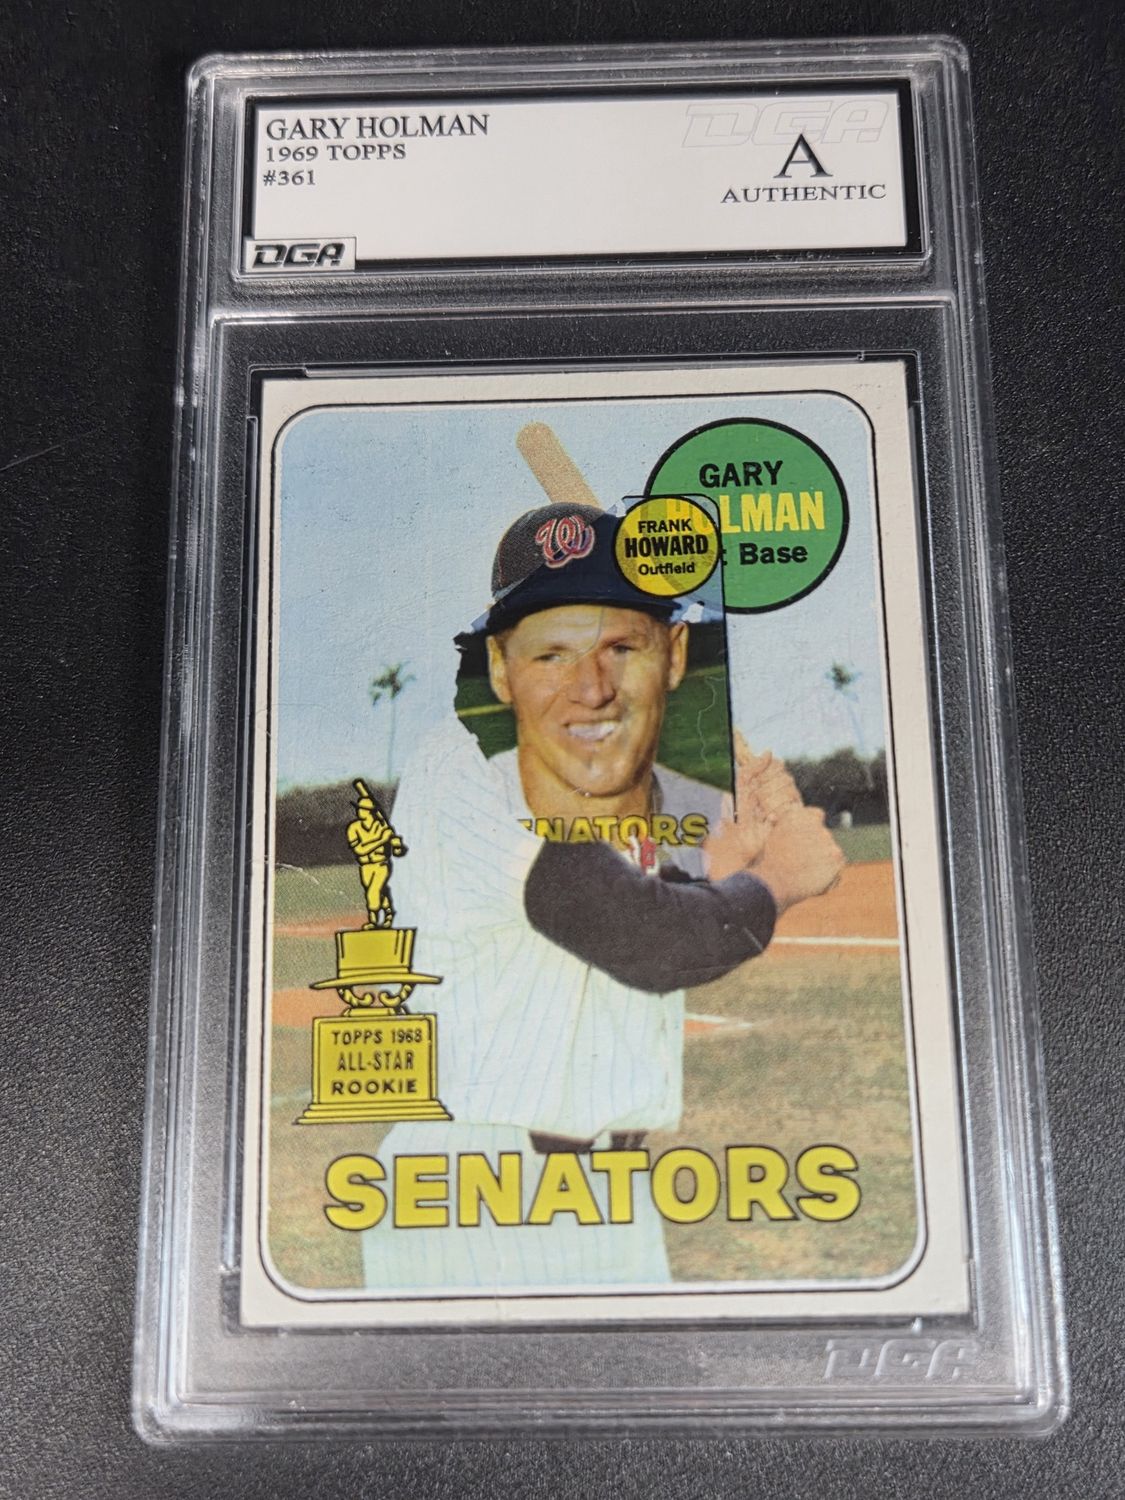 GARY HOLMAN
1969 TOPPS
#361
DGA
A
AUTHENTIC
DGA
GARY
HOLMAN
: Base
FRANK
HOWARD
Outfield
W
ENATORS
TOPPS 1968
ALL-STAR
ROOKIE
SENATORS
DGA